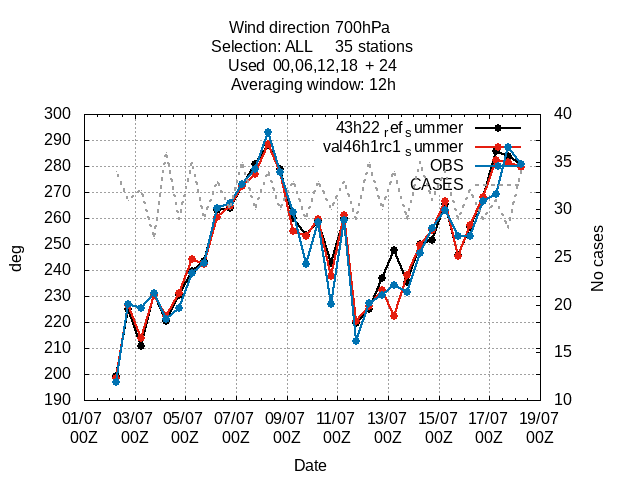 Wind direction 700hPa
Selection: ALL 35 stations
Used 00,06,12,18 + 24
Averaging window: 12h
300 40
290 43h22 refsummer
val46h1rc1 summer
280 OBS 35
270 CASES
260 30
250 25
deg
No cases
240
230 20
220
210 15
200
190 10
01/07 03/07 05/07 07/07 09/07 11/07 13/07 15/07 17/07 19/07
00Z 00Z 00Z 00Z 00Z 00Z 00Z 00Z 00Z 00Z
Date